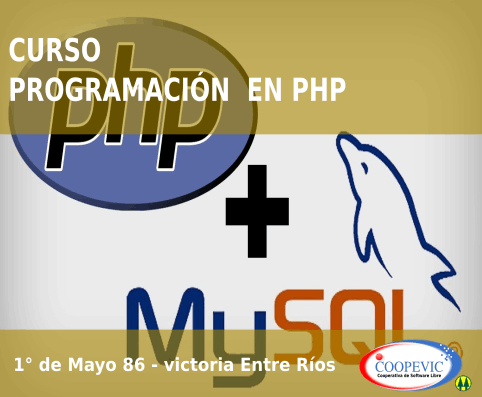 CURSO
PROGRAMACIÓN EN PHP
php
MySQL
1° de Mayo 86 - victoria Entre Ríos
COOPEVIC
Cooperativa de Software Libre